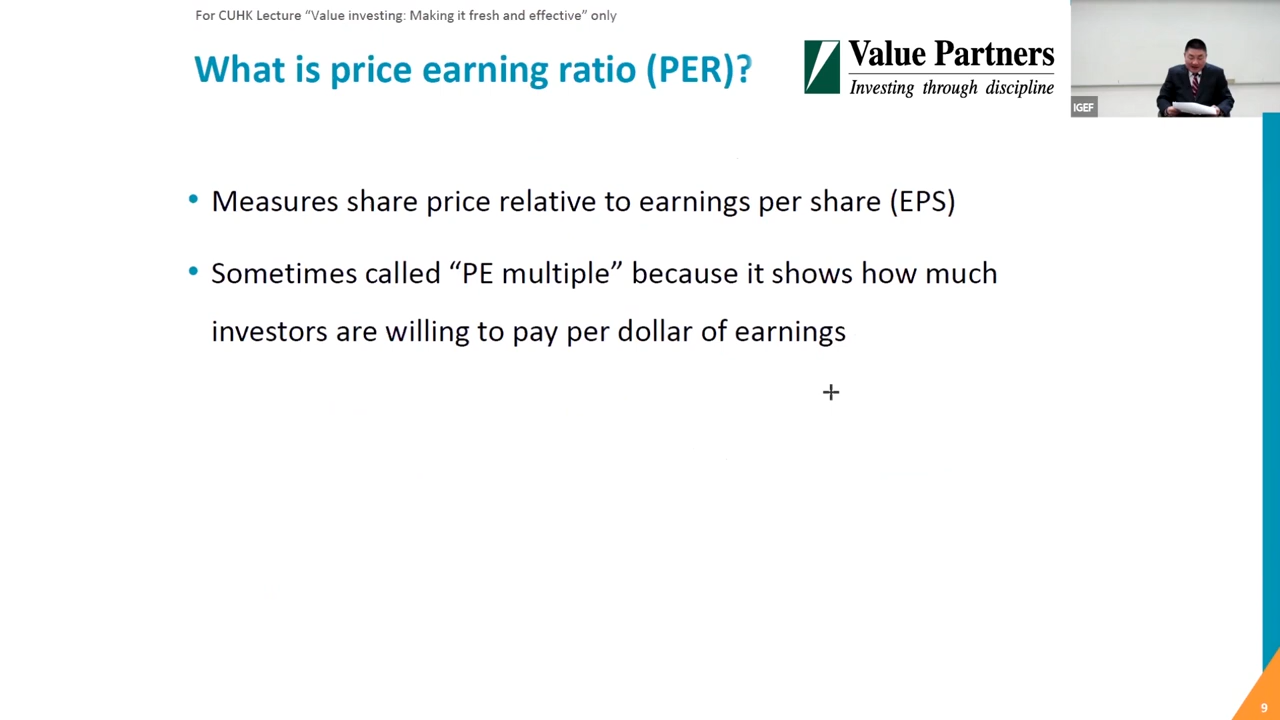 For CUHK Lecture “Value investing: Making it fresh and effective” only
What is price earning ratio (PER)?
Value Partners
Investing through discipline
IGEF
• Measures share price relative to earnings per share (EPS)
• Sometimes called “PE multiple” because it shows how much
investors are willing to pay per dollar of earnings
9